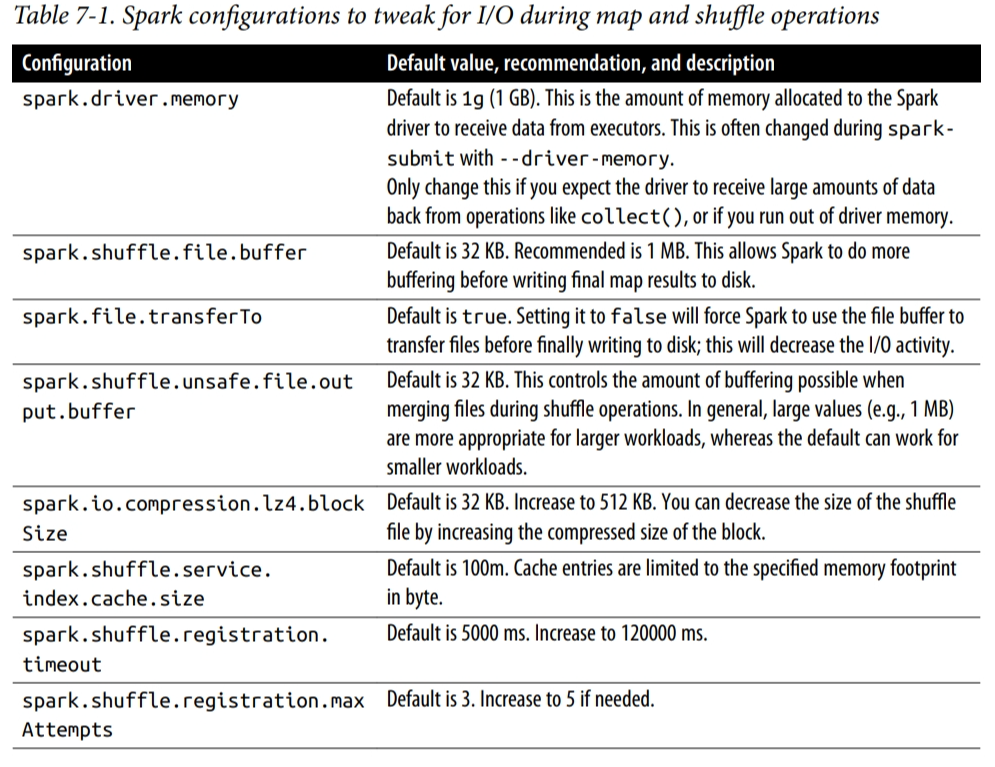 Table 7-1. Spark configurations to tweak for I/O during map and shuffle operations
Configuration Default value, recommendation, and description
spark.driver.memory Default is 1g (1 GB). This is the amount of memory allocated to the Spark
driver to receive data from executors. This is often changed during spark-
submit with --driver-memory.
Only change this if you expect the driver to receive large amounts of data
back from operations like collect(), or if you run out of driver memory.
spark.shuffle.file.buffer Default is 32 KB. Recommended is 1 MB. This allows Spark to do more
buffering before writing final map results to disk.
spark.file.transferTo Default is true. Setting it to false will force Spark to use the file buffer to
transfer files before finally writing to disk; this will decrease the I/O activity.
spark.shuffle.unsafe.file.out Default is 32 KB. This controls the amount of buffering possible when
put.buffer merging files during shuffle operations. In general, large values (e.g., 1 MB)
are more appropriate for larger workloads, whereas the default can work for
smaller workloads.
spark.io.compression.lz4.block Default is 32 KB. Increase to 512 KB. You can decrease the size of the shuffle
Size file by increasing the compressed size of the block.
spark.shuffle.service. Default is 100m. Cache entries are limited to the specified memory footprint
index.cache.size in byte.
spark.shuffle.registration. Default is 5000 ms. Increase to 120000 ms.
timeout
spark.shuffle.registration.max Default is 3. Increase to 5 if needed.
Attempts